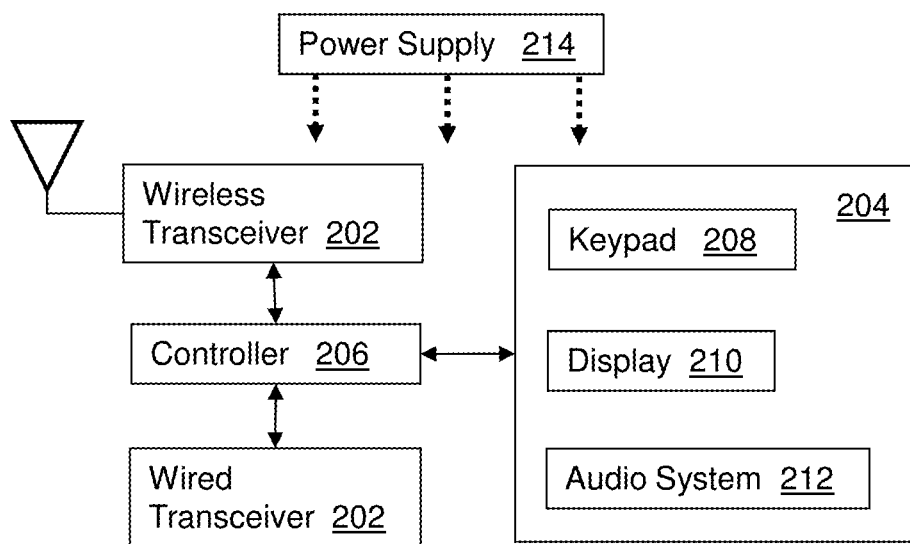 Power Supply 214
Wireless
Transceiver 202
204
Keypad 208
Controller 206
Display 210
Wired
Transceiver 202
Audio System 212